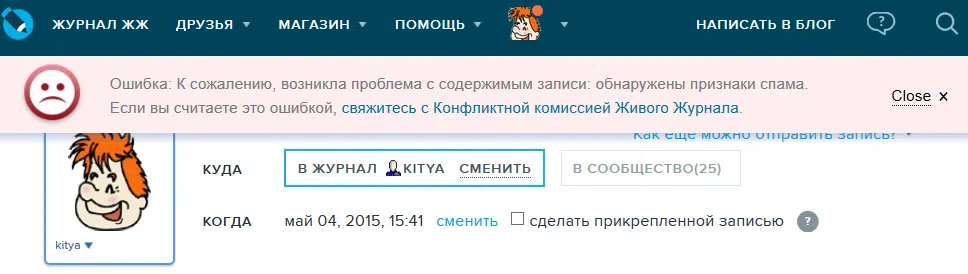 ЖУРНАЛ ЖЖ ДРУЗЬЯ МАГАЗИН ПОМОЩЬ НАПИСАТЬ В БЛОГ ?
Ошибка: К сожалению, возникла проблема с содержимым записи: обнаружены признаки спама.
Если вы считаете это ошибкой, свяжитесь с Конфликтной комиссией Живого Журнала.
Close ×
Как еще можно отправить запись?
КУДА В ЖУРНАЛ KITYA СМЕНИТЬ В СООБЩЕСТВО(25)
КОГДА май 04, 2015, 15:41 сменить сделать прикрепленной записью ?
kitya